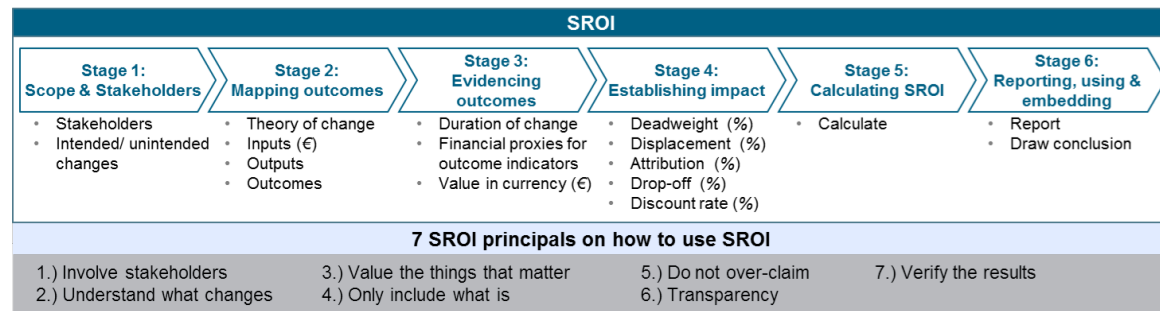 SROI
Stage 1:
Scope & Stakeholders
Stage 2:
Mapping outcomes
Stage 3:
Evidencing
outcomes
Stage 4:
Establishing impact
Stage 5:
Calculating SROI
Stage 6:
Reporting, using &
embedding
• Stakeholders
• Intended/ unintended
changes
• Theory of change
• Inputs (€)
• Outputs
• Outcomes
• Duration of change
• Financial proxies for
outcome indicators
• Value in currency (€)
• Deadweight (%)
• Displacement (%)
• Attribution (%)
• Drop-off (%)
• Discount rate (%)
• Calculate
• Report
• Draw conclusion
7 SROI principals on how to use SROI
1.) Involve stakeholders
2.) Understand what changes
3.) Value the things that matter
4.) Only include what is
5.) Do not over-claim
6.) Transparency
7.) Verify the results